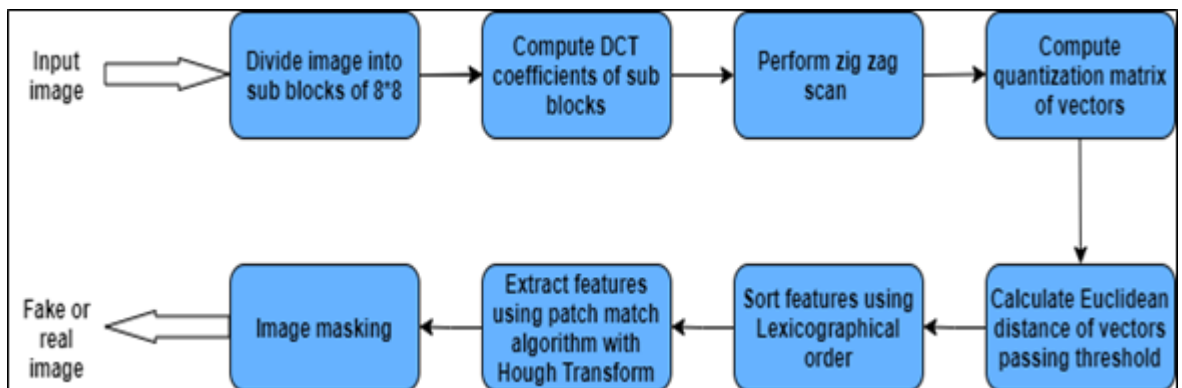 Input
image
Divide image into
sub blocks of 8*8
Compute DCT
coefficients of sub
blocks
Perform zig zag
scan
Compute
quantization matrix
of vectors
Calculate Euclidean
distance of vectors
passing threshold
Sort features using
Lexicographical
order
Extract features
using patch match
algorithm with
Hough Transform
Image masking
Fake or
real
image